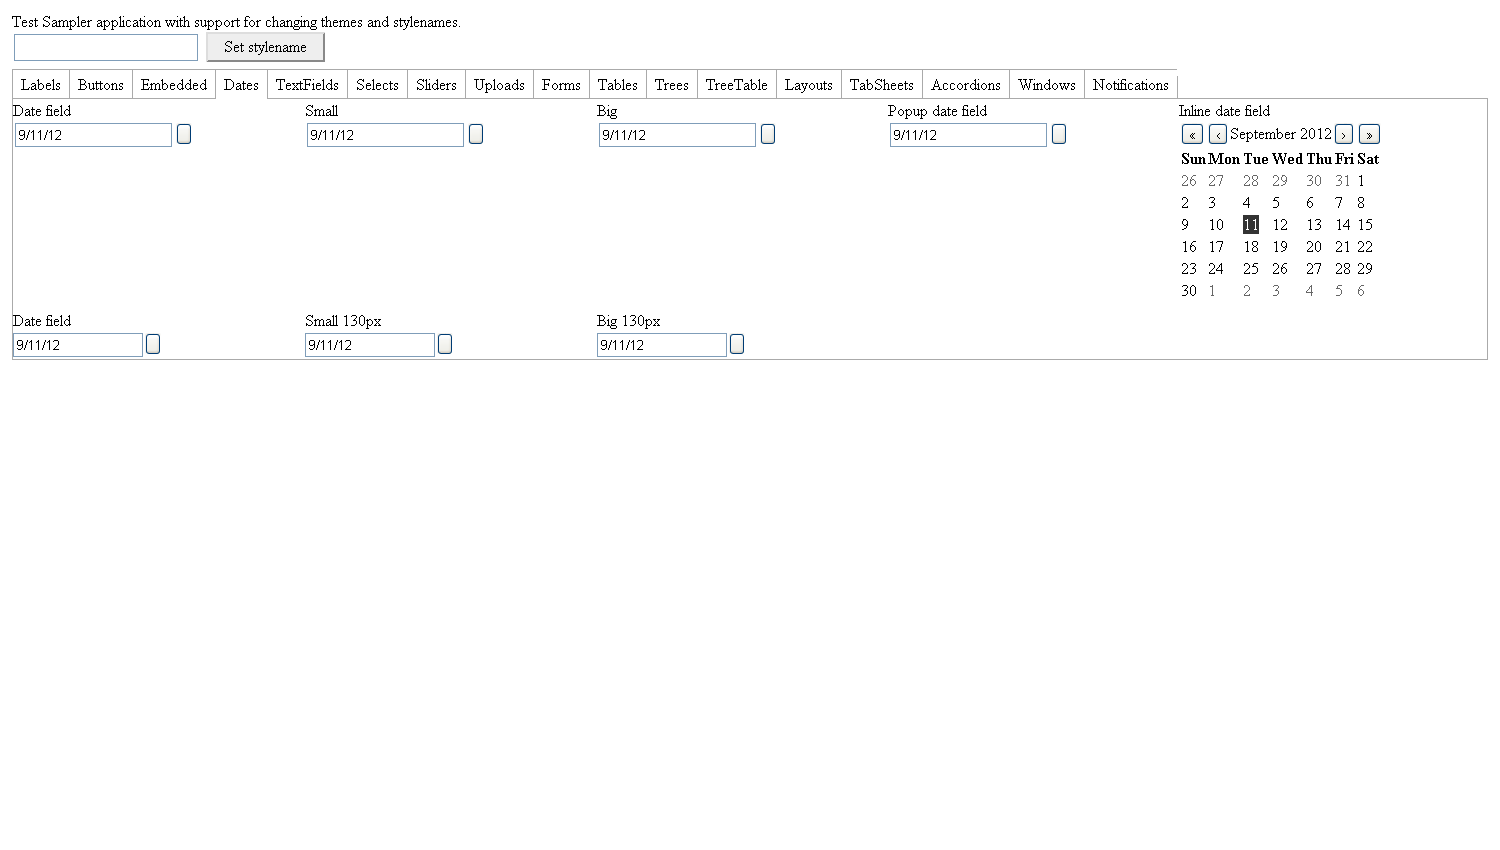 Test Sampler application with support for changing themes and stylenames.
Set stylename
Labels Buttons Embedded Dates TextFields Selects Sliders Uploads Forms Tables Trees TreeTable Layouts TabSheets Accordions Windows Notifications
Date field Small Big Popup date field Inline date field
9/11/12 9/11/12 9/11/12 9/11/12 « ‹ September 2012 › »
Sun Mon Tue Wed Thu Fri Sat
26 27 28 29 30 31 1
2 3 4 5 6 7 8
9 10 11 12 13 14 15
16 17 18 19 20 21 22
23 24 25 26 27 28 29
30 1 2 3 4 5 6
Date field Small 130px Big 130px
9/11/12 9/11/12 9/11/12